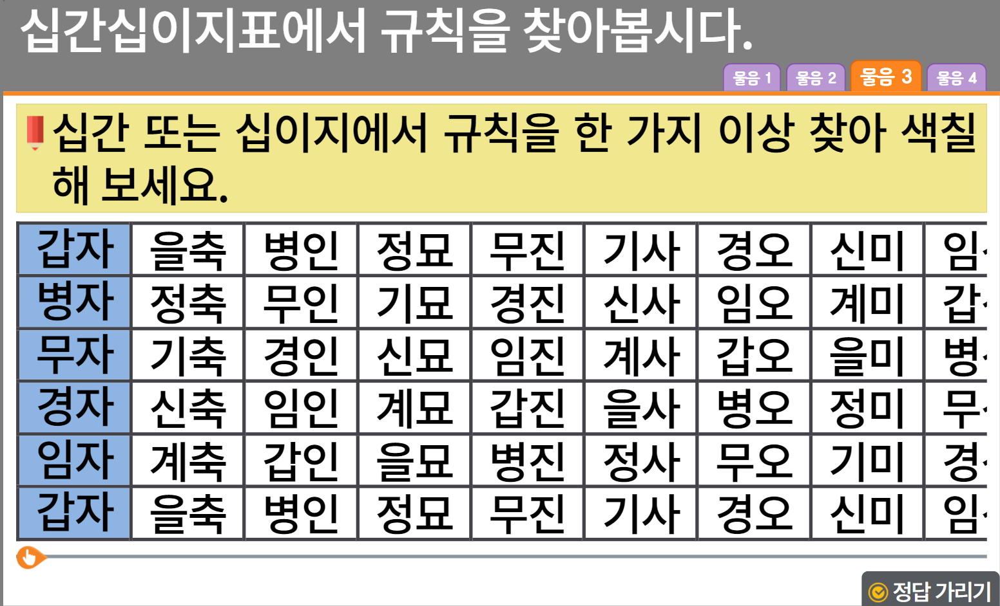 십간십이지표에서 규칙을 찾아봅시다.
물음 1 물음 2 물음 3 물음 4
십간 또는 십이지에서 규칙을 한 가지 이상 찾아 색칠
해 보세요.
갑자 을축 병인 정묘 무진 기사 경오 신미 임
병자 정축 무인 기묘 경진 신사 임오 계미 갑
무자 기축 경인 신묘 임진 계사 갑오 을미 병
경자 신축 임인 계묘 갑진 을사 병오 정미 무
임자 계축 갑인 을묘 병진 정사 무오 기미 경
갑자 을축 병인 정묘 무진 기사 경오 신미 임
정답 가리기